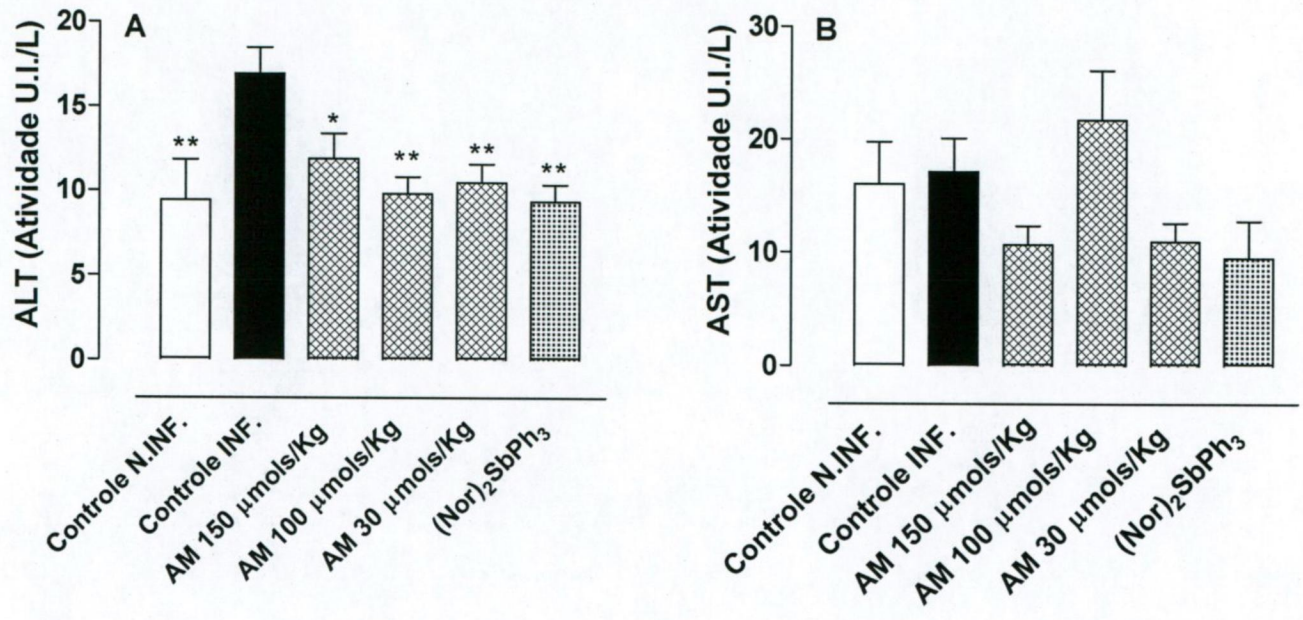 A
ALT (Atividade U.I./L)
20
15
10
5
0
**
*
**
**
**
Controle N.INF.
Controle INF.
AM 150 μmols/Kg
AM 100 μmols/Kg
AM 30 μmols/Kg
(Nor)₂SbPh₃
B
AST (Atividade U.I./L)
30
20
10
0
Controle N.INF.
Controle INF.
AM 150 μmols/Kg
AM 100 μmols/Kg
AM 30 μmols/Kg
(Nor)₂SbPh₃